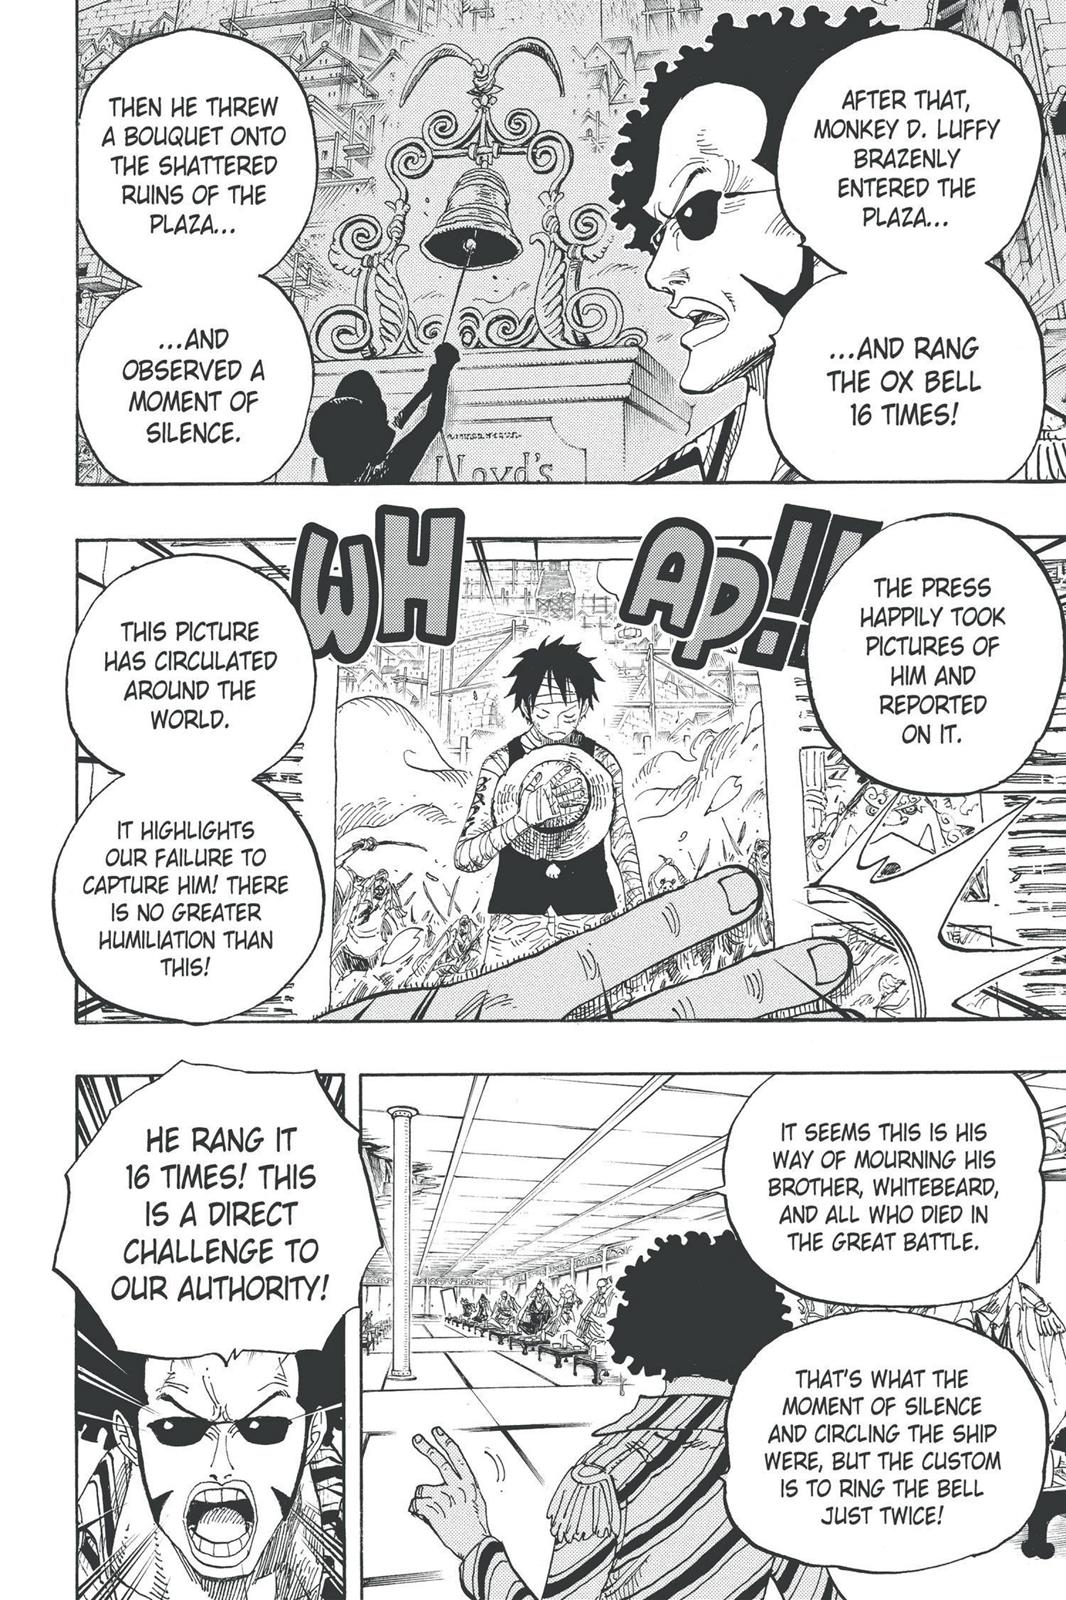 AFTER THAT,
MONKEY D. LUFFY
BRAZENLY
ENTERED THE
PLAZA...
...AND RANG
THE OX BELL
16 TIMES!
THEN HE THREW
A BOUQUET ONTO
THE SHATTERED
RUINS OF THE
PLAZA...
...AND
OBSERVED A
MOMENT OF
SILENCE.
THE PRESS
HAPPILY TOOK
PICTURES OF
HIM AND
REPORTED
ON IT.
WHAP!!
THIS PICTURE
HAS CIRCULATED
AROUND THE
WORLD.
IT HIGHLIGHTS
OUR FAILURE TO
CAPTURE HIM! THERE
IS NO GREATER
HUMILIATION THAN
THIS!
IT SEEMS THIS IS HIS
WAY OF MOURNING HIS
BROTHER, WHITEBEARD,
AND ALL WHO DIED IN
THE GREAT BATTLE.
THAT'S WHAT THE
MOMENT OF SILENCE
AND CIRCLING THE SHIP
WERE, BUT THE CUSTOM
IS TO RING THE BELL
JUST TWICE!
HE RANG IT
16 TIMES! THIS
IS A DIRECT
CHALLENGE TO
OUR AUTHORITY!